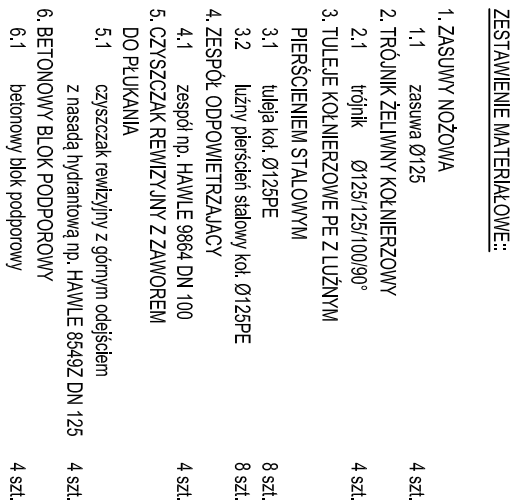 ZESTAWIENIE MATERIAŁOWE::
1. ZASUWY NOŻOWA
1.1 zasuwa Ø125 4 szt.
2. TRÓJNIK ŻELIWNY KOŁNIERZOWY
2.1 trójnik Ø125/125/100/90° 4 szt.
3. TULEJE KOŁNIERZOWE PE Z LUŹNYM
PIERŚCIENIEM STALOWYM
3.1 tuleja koł. Ø125PE 8 szt.
3.2 luźny pierścień stalowy koł. Ø125PE 8 szt.
4. ZESPÓŁ ODPOWIETRZAJACY
4.1 zespół np. HAWLE 9864 DN 100 4 szt.
5. CZYSZCZAK REWIZYJNY Z ZAWOREM
DO PŁUKANIA
5.1 czyszczak rewizyjny z górnym odejściem
z nasadą hydrantową np. HAWLE 8549Z DN 125 4 szt.
6. BETONOWY BLOK PODPOROWY
6.1 betonowy blok podporowy 4 szt.